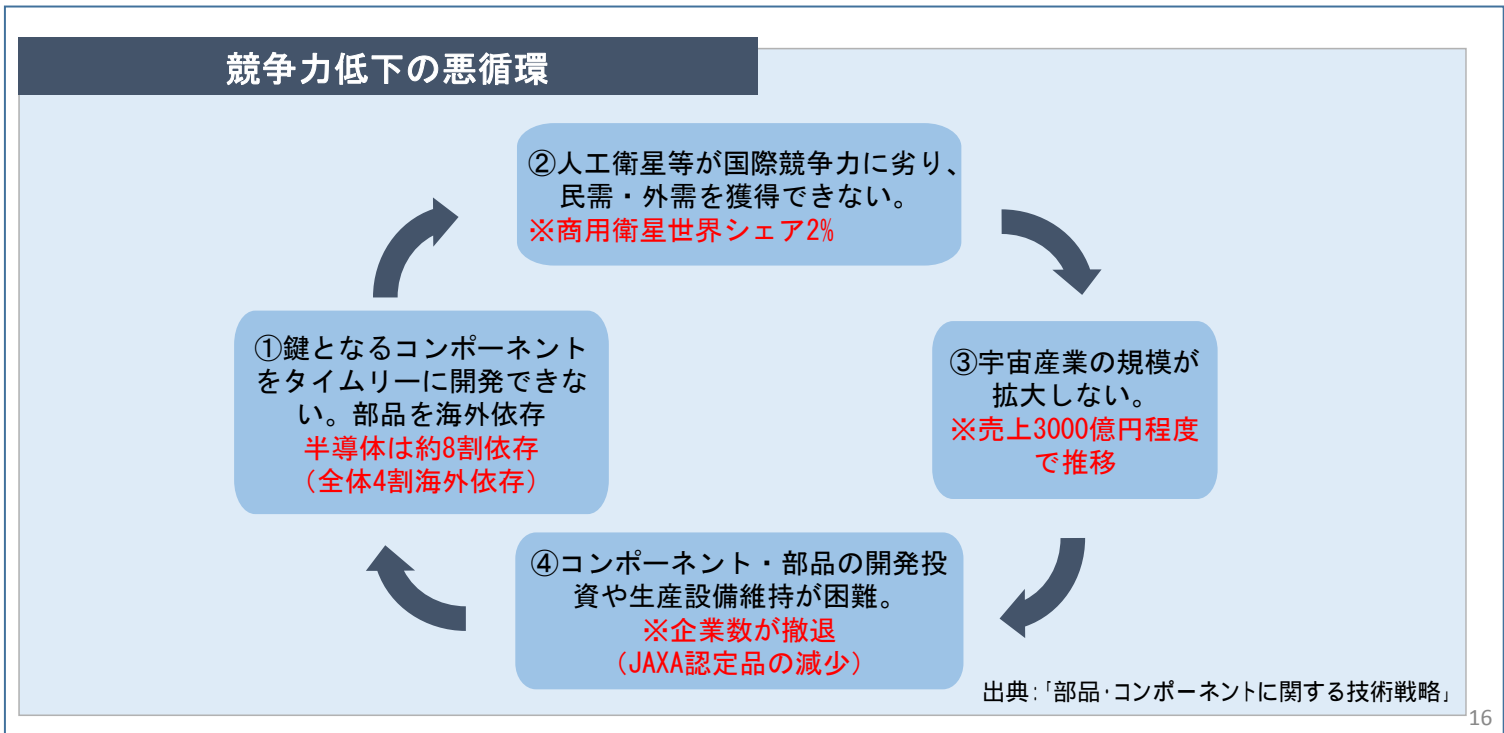 競争力低下の悪循環
②人工衛星等が国際競争力に劣り、
民需・外需を獲得できない。
※商用衛星世界シェア2%
①鍵となるコンポーネント
をタイムリーに開発できな
い。部品を海外依存
半導体は約8割依存
（全体4割海外依存）
③宇宙産業の規模が
拡大しない。
※売上3000億円程度
で推移
④コンポーネント・部品の開発投
資や生産設備維持が困難。
※企業数が撤退
（JAXA認定品の減少）
出典：「部品・コンポーネントに関する技術戦略」
16